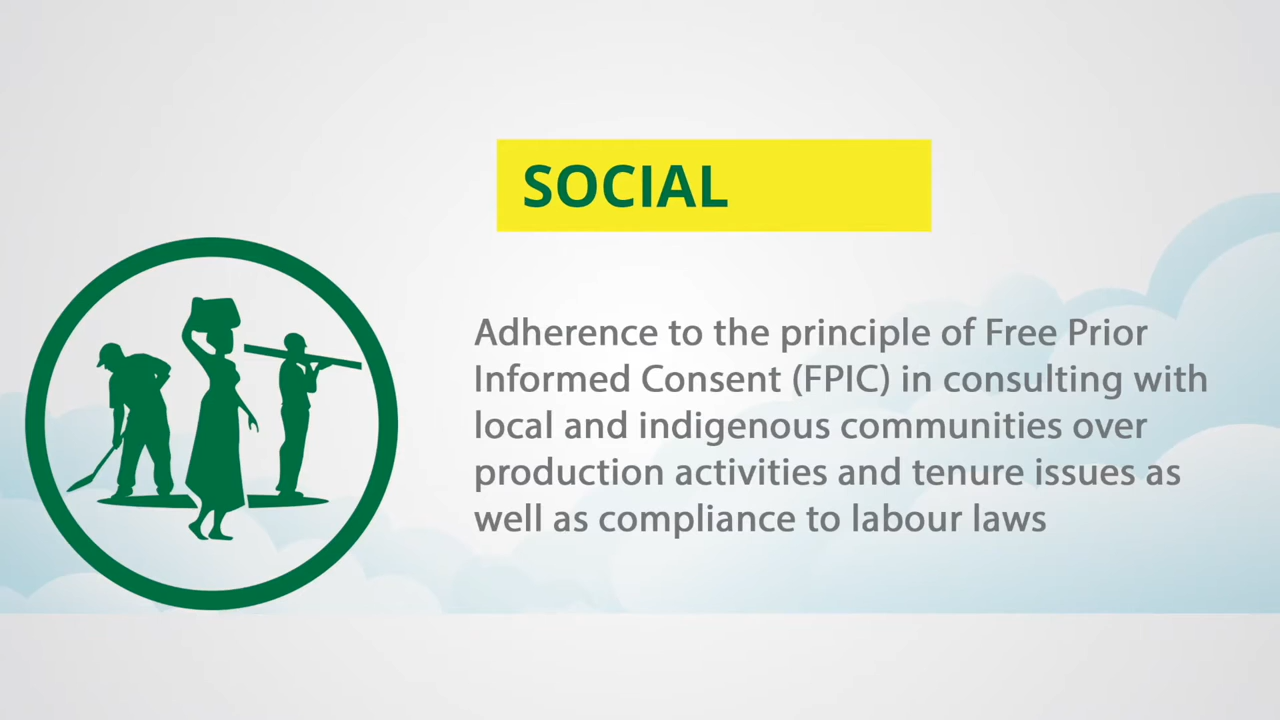 SOCIAL
Adherence to the principle of Free Prior
Informed Consent (FPIC) in consulting with
local and indigenous communities over
production activities and tenure issues as
well as compliance to labour laws